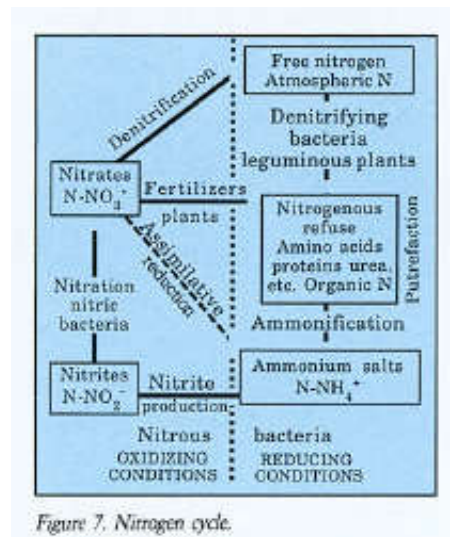 Free nitrogen
Atmospheric N
Denitrification
Denitrifying
bacteria
leguminous plants
Nitrates
N-NO₃⁺
Fertilizers
plants
Nitrogenous
refuse
Amino acids
proteins urea,
etc. Organic N
Putrefaction
Assimilative
reduction
Nitration
nitric
bacteria
Ammonification
Nitrites
N-NO₂⁻
Nitrite
production
Ammonium salts
N-NH₄⁺
Nitrous bacteria
OXIDIZING REDUCING
CONDITIONS CONDITIONS
Figure 7. Nitrogen cycle.